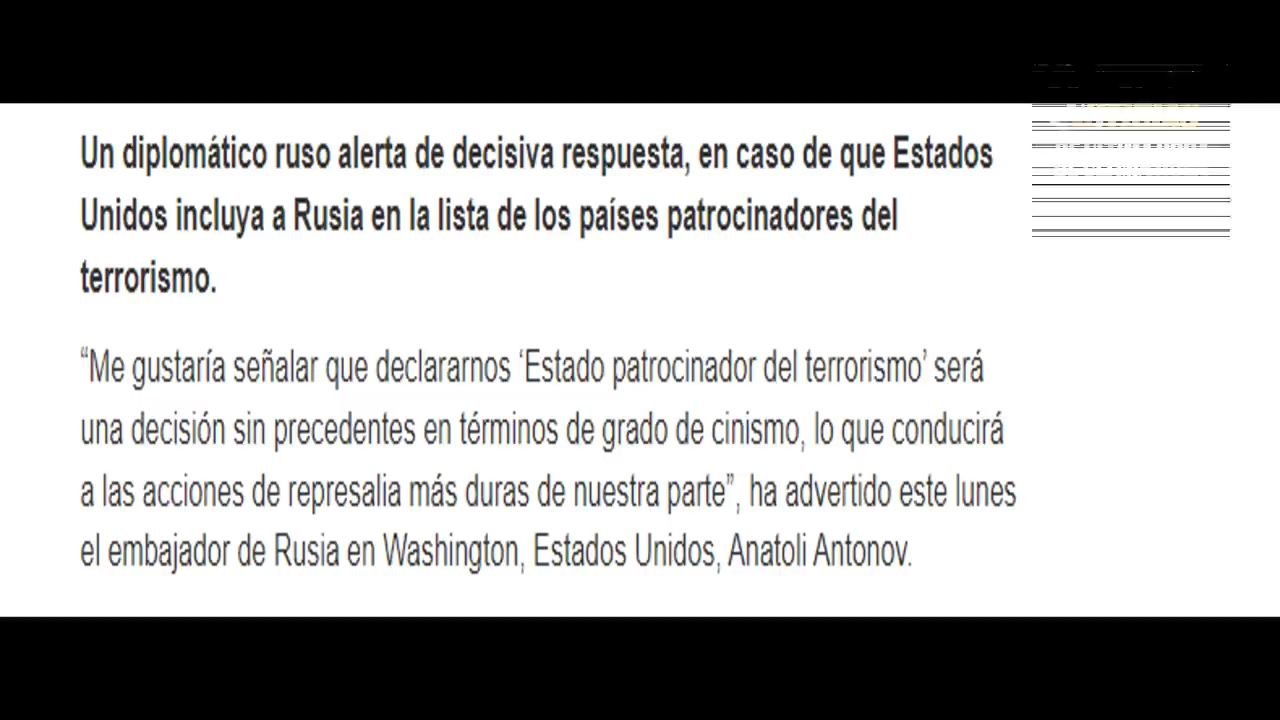 Un diplomático ruso alerta de decisiva respuesta, en caso de que Estados
Unidos incluya a Rusia en la lista de los países patrocinadores del
terrorismo.
“Me gustaría señalar que declararnos ‘Estado patrocinador del terrorismo’ será
una decisión sin precedentes en términos de grado de cinismo, lo que conducirá
a las acciones de represalia más duras de nuestra parte”, ha advertido este lunes
el embajador de Rusia en Washington, Estados Unidos, Anatoli Antonov.